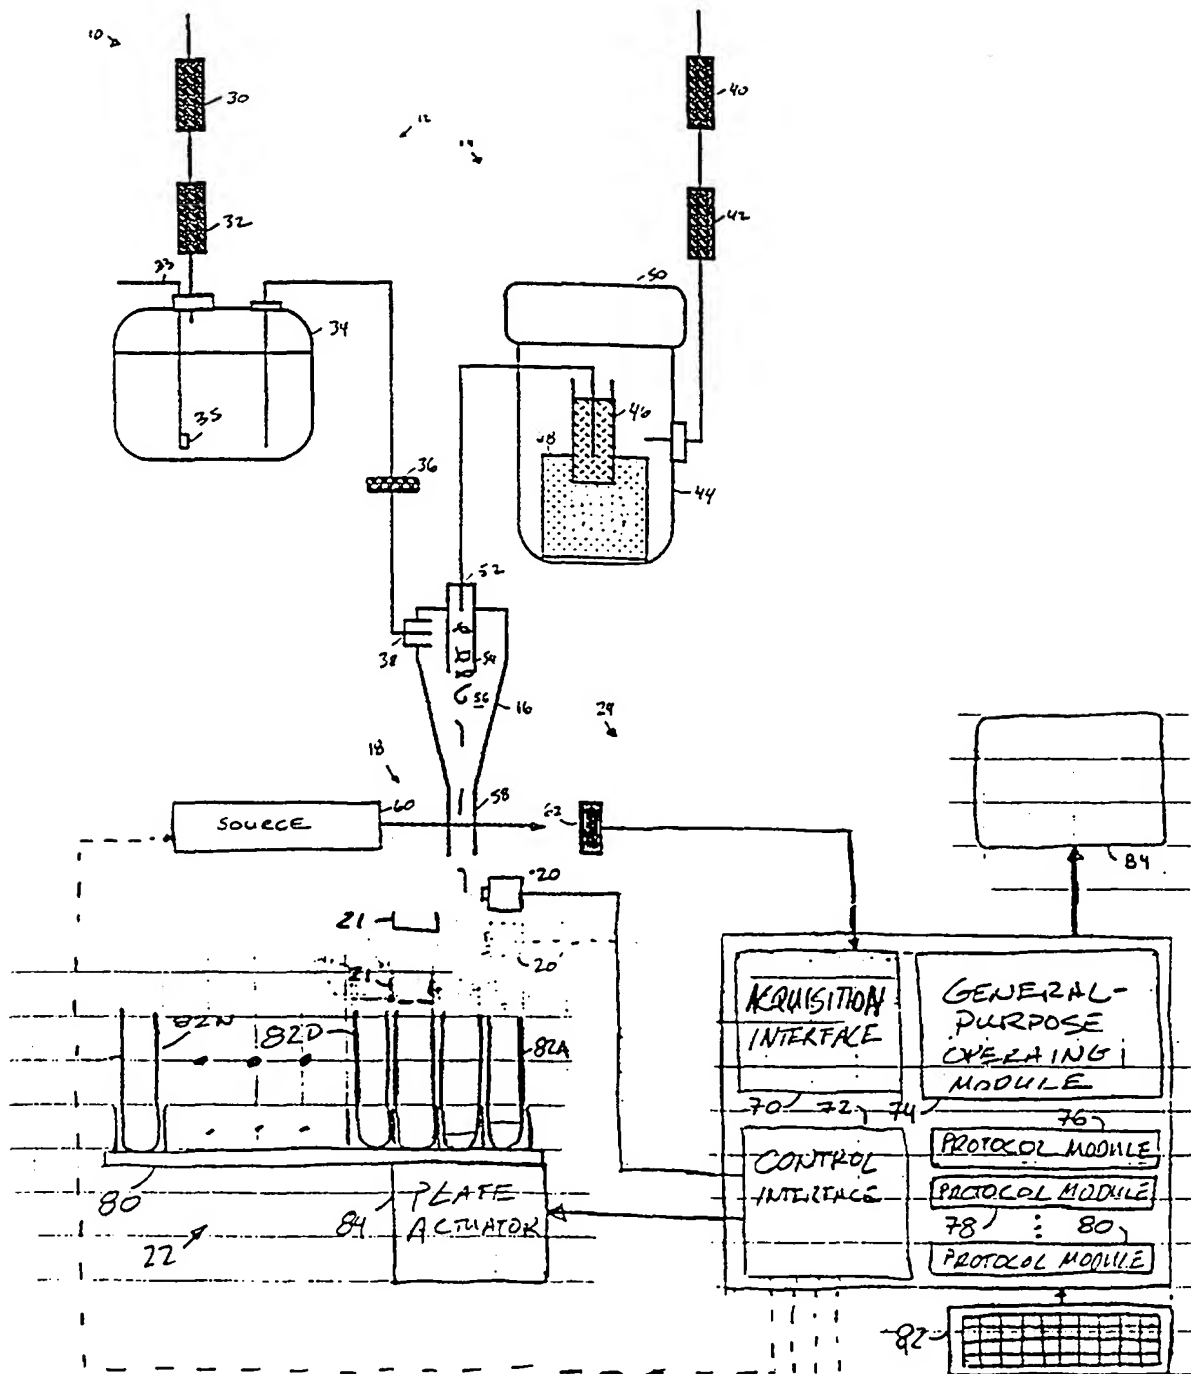 10
30
40
12
14
32
42
33
50
34
46
35
48
36
44
52
38
54
56
16
24
18
58
60
62
SOURCE
20
84
21
20'
21'
ACQUISITION
INTERFACE
GENERAL-
PURPOSE
OPERAING
MODULE
82N
82D
82A
70
72
74
76
PROTOCOL MODULE
CONTROL
INTERFACE
PROTOCOL MODULE
78
80
PROTOCOL MODULE
80
84
PLATE
ACTUATOR
22
82